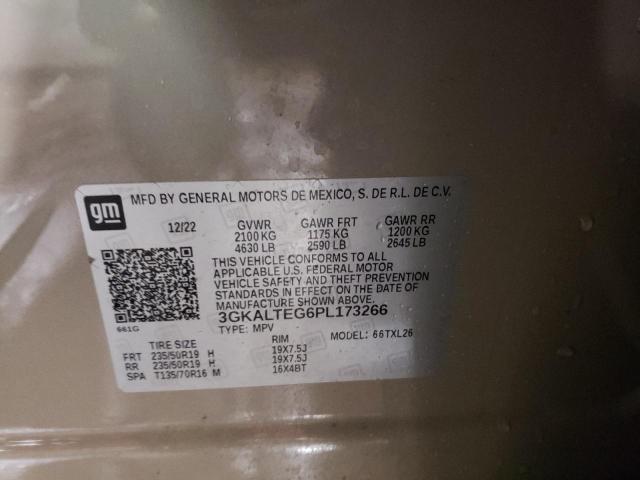 gm
MFD BY GENERAL MOTORS DE MEXICO, S. DE R.L. DE C.V.
12/22 GVWR GAWR FRT GAWR RR
2100 KG 1175 KG 1200 KG
4630 LB 2590 LB 2645 LB
THIS VEHICLE CONFORMS TO ALL
APPLICABLE U.S. FEDERAL MOTOR
VEHICLE SAFETY AND THEFT PREVENTION
STANDARDS IN EFFECT ON THE DATE OF
MANUFACTURE SHOWN ABOVE.
3GKALTEG6PL173266
661G
TYPE: MPV MODEL: 66TXL26
TIRE SIZE RIM
FRT 235/50R19 H 19X7.5J
RR 235/50R19 H 19X7.5J
SPA T135/70R16 M 16X4BT